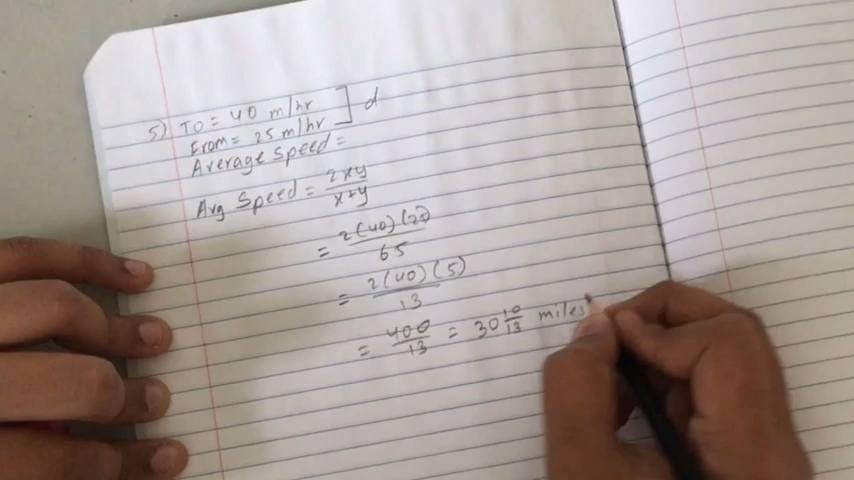 5) TO = 40 m/hr ] d
From = 25 m/hr
Average Speed =
Avg Speed = 2xy / x+y
= 2(40)(25) / 65
= 2(40)(5) / 13
= 400 / 13 = 30 10/13 miles